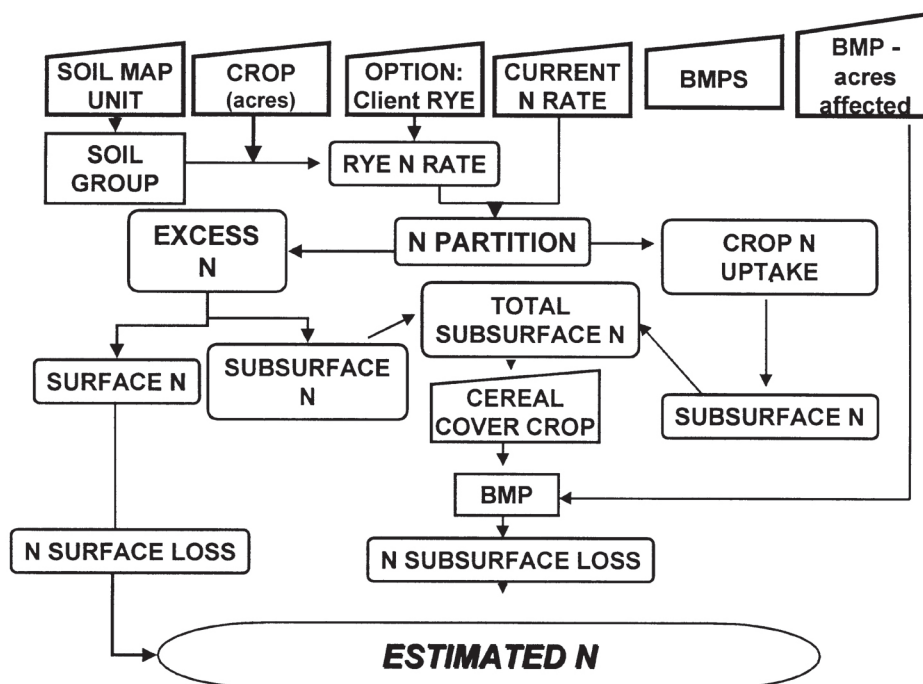 SOIL MAP
UNIT
CROP
(acres)
OPTION:
Client RYE
CURRENT
N RATE
BMPS
BMP -
acres
affected
SOIL
GROUP
RYE N RATE
EXCESS
N
N PARTITION
CROP N
UPTAKE
TOTAL
SUBSURFACE N
SURFACE N
SUBSURFACE
N
CEREAL
COVER CROP
SUBSURFACE N
BMP
N SURFACE LOSS
N SUBSURFACE LOSS
ESTIMATED N